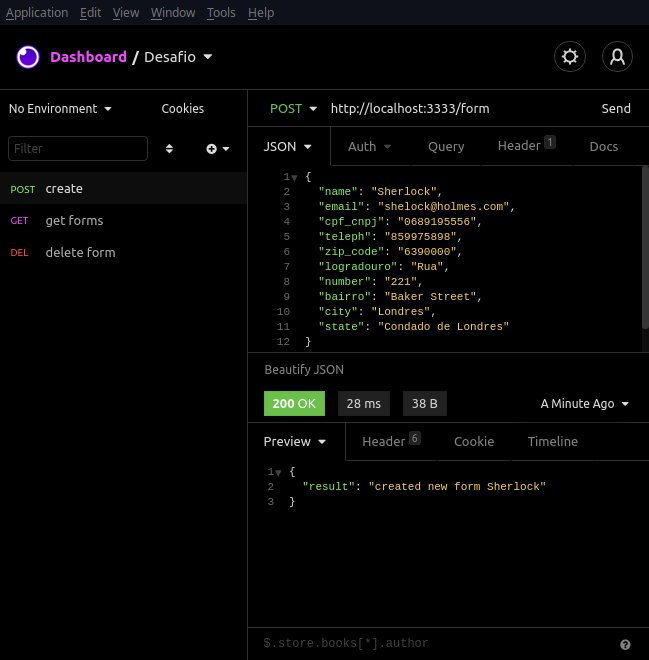 Application Edit View Window Tools Help
Dashboard / Desafio
No Environment Cookies
Filter
POST create
GET get forms
DEL delete form
POST http://localhost:3333/form Send
JSON Auth Query Header 1 Docs
1 {
2 "name": "Sherlock",
3 "email": "shelock@holmes.com",
4 "cpf_cnpj": "0689195556",
5 "teleph": "859975898",
6 "zip_code": "6390000",
7 "logradouro": "Rua",
8 "number": "221",
9 "bairro": "Baker Street",
10 "city": "Londres",
11 "state": "Condado de Londres"
12 }
Beautify JSON
200 OK 28 ms 38 B A Minute Ago
Preview Header 6 Cookie Timeline
1 {
2 "result": "created new form Sherlock"
3 }
$.store.books[*].author